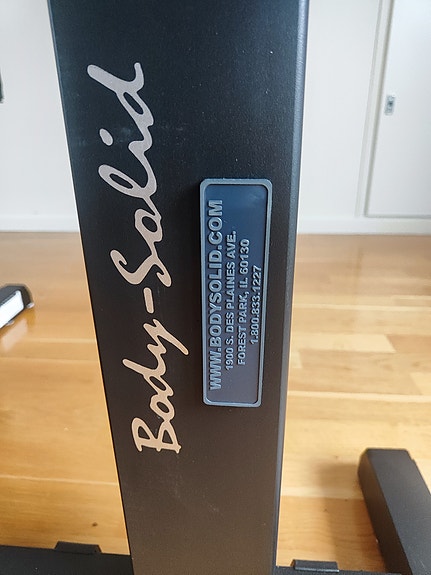 Body-Solid
WWW.BODYSOLID.COM
1900 S. DES PLAINES AVE.
FOREST PARK, IL 60130
1.800.833.1227